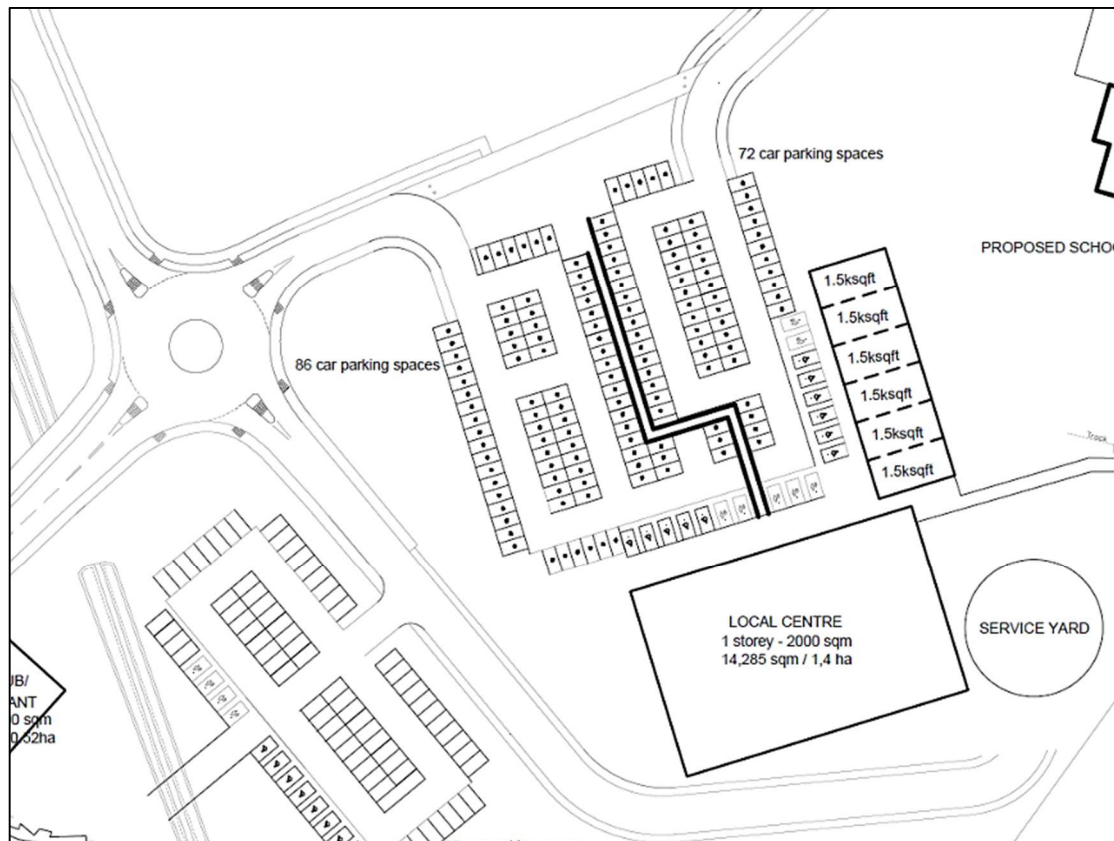 72 car parking spaces
PROPOSED SCHOO
1.5ksqft
1.5ksqft
1.5ksqft
1.5ksqft
1.5ksqft
1.5ksqft
86 car parking spaces
Track
LOCAL CENTRE
1 storey - 2000 sqm
14,285 sqm / 1,4 ha
SERVICE YARD
UB/
ANT
0 sqm
0.52ha